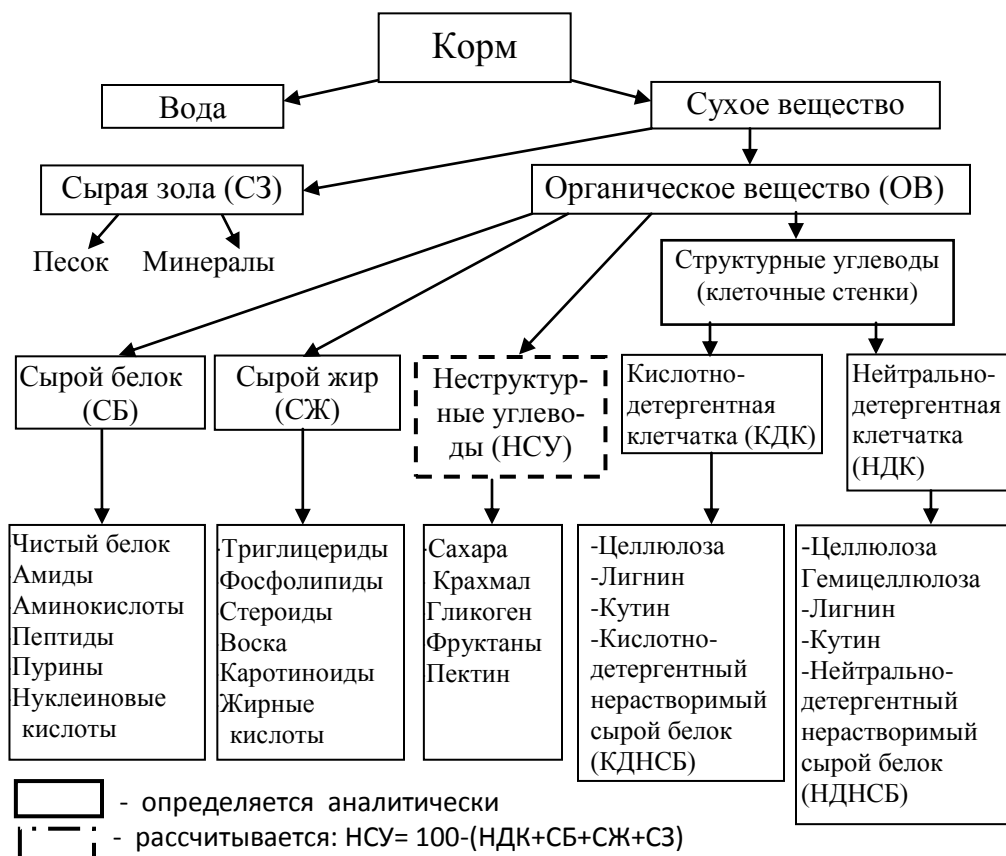 Корм
Вода
Сухое вещество
Сырая зола (СЗ)
Органическое вещество (ОВ)
Песок
Минералы
Структурные углеводы
(клеточные стенки)
Сырой белок
(СБ)
Сырой жир
(СЖ)
Неструктур-
ные углево-
ды (НСУ)
Кислотно-
детергентная
клетчатка (КДК)
Нейтрально-
детергентная
клетчатка
(НДК)
-Чистый белок
Амиды
Аминокислоты
Пептиды
Пурины
Нуклеиновые
кислоты
-Триглицериды
Фосфолипиды
Стероиды
Воска
Каротиноиды
Жирные
кислоты
-Сахара
Крахмал
Гликоген
Фруктаны
Пектин
-Целлюлоза
-Лигнин
-Кутин
-Кислотно-
детергентный
нерастворимый
сырой белок
(КДНСБ)
-Целлюлоза
Гемицеллюлоза
-Лигнин
-Кутин
-Нейтрально-
детергентный
нерастворимый
сырой белок
(НДНСБ)
- определяется аналитически
- рассчитывается: НСУ= 100-(НДК+СБ+СЖ+СЗ)